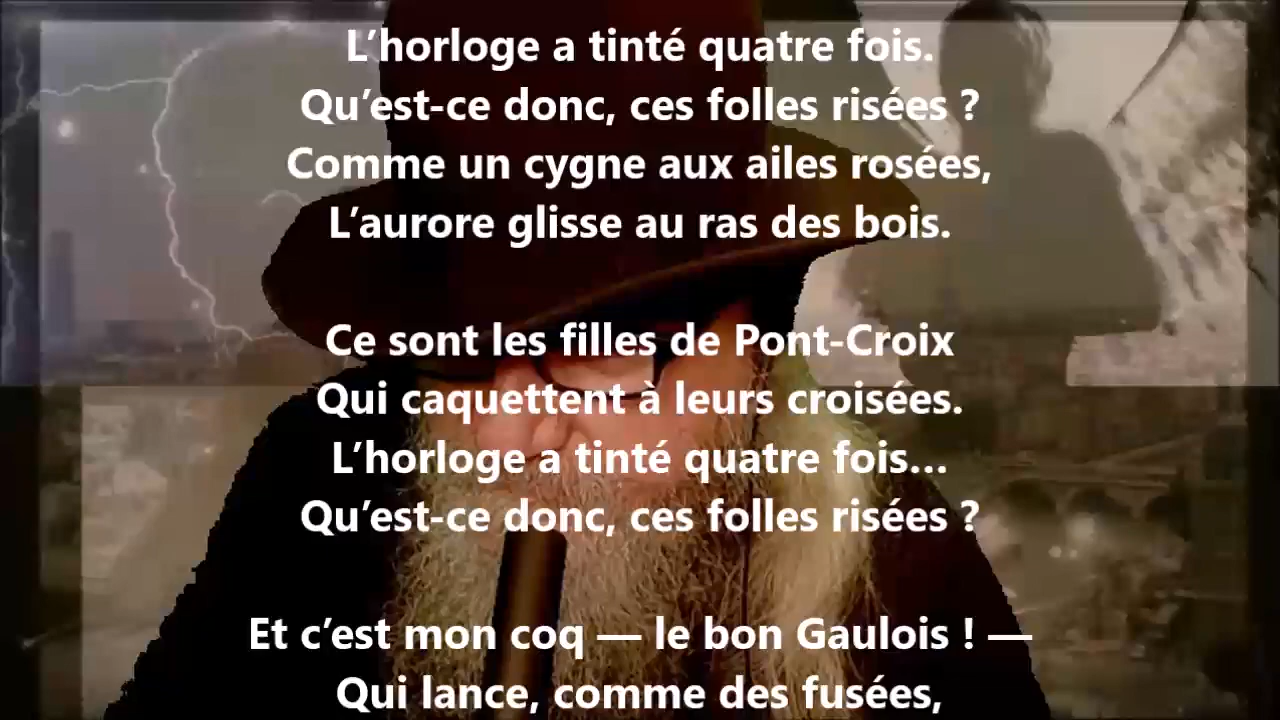 L’horloge a tinté quatre fois.
Qu’est-ce donc, ces folles risées ?
Comme un cygne aux ailes rosées,
L’aurore glisse au ras des bois.
Ce sont les filles de Pont-Croix
Qui caquettent à leurs croisées.
L’horloge a tinté quatre fois…
Qu’est-ce donc, ces folles risées ?
Et c’est mon coq — le bon Gaulois ! —
Qui lance, comme des fusées,